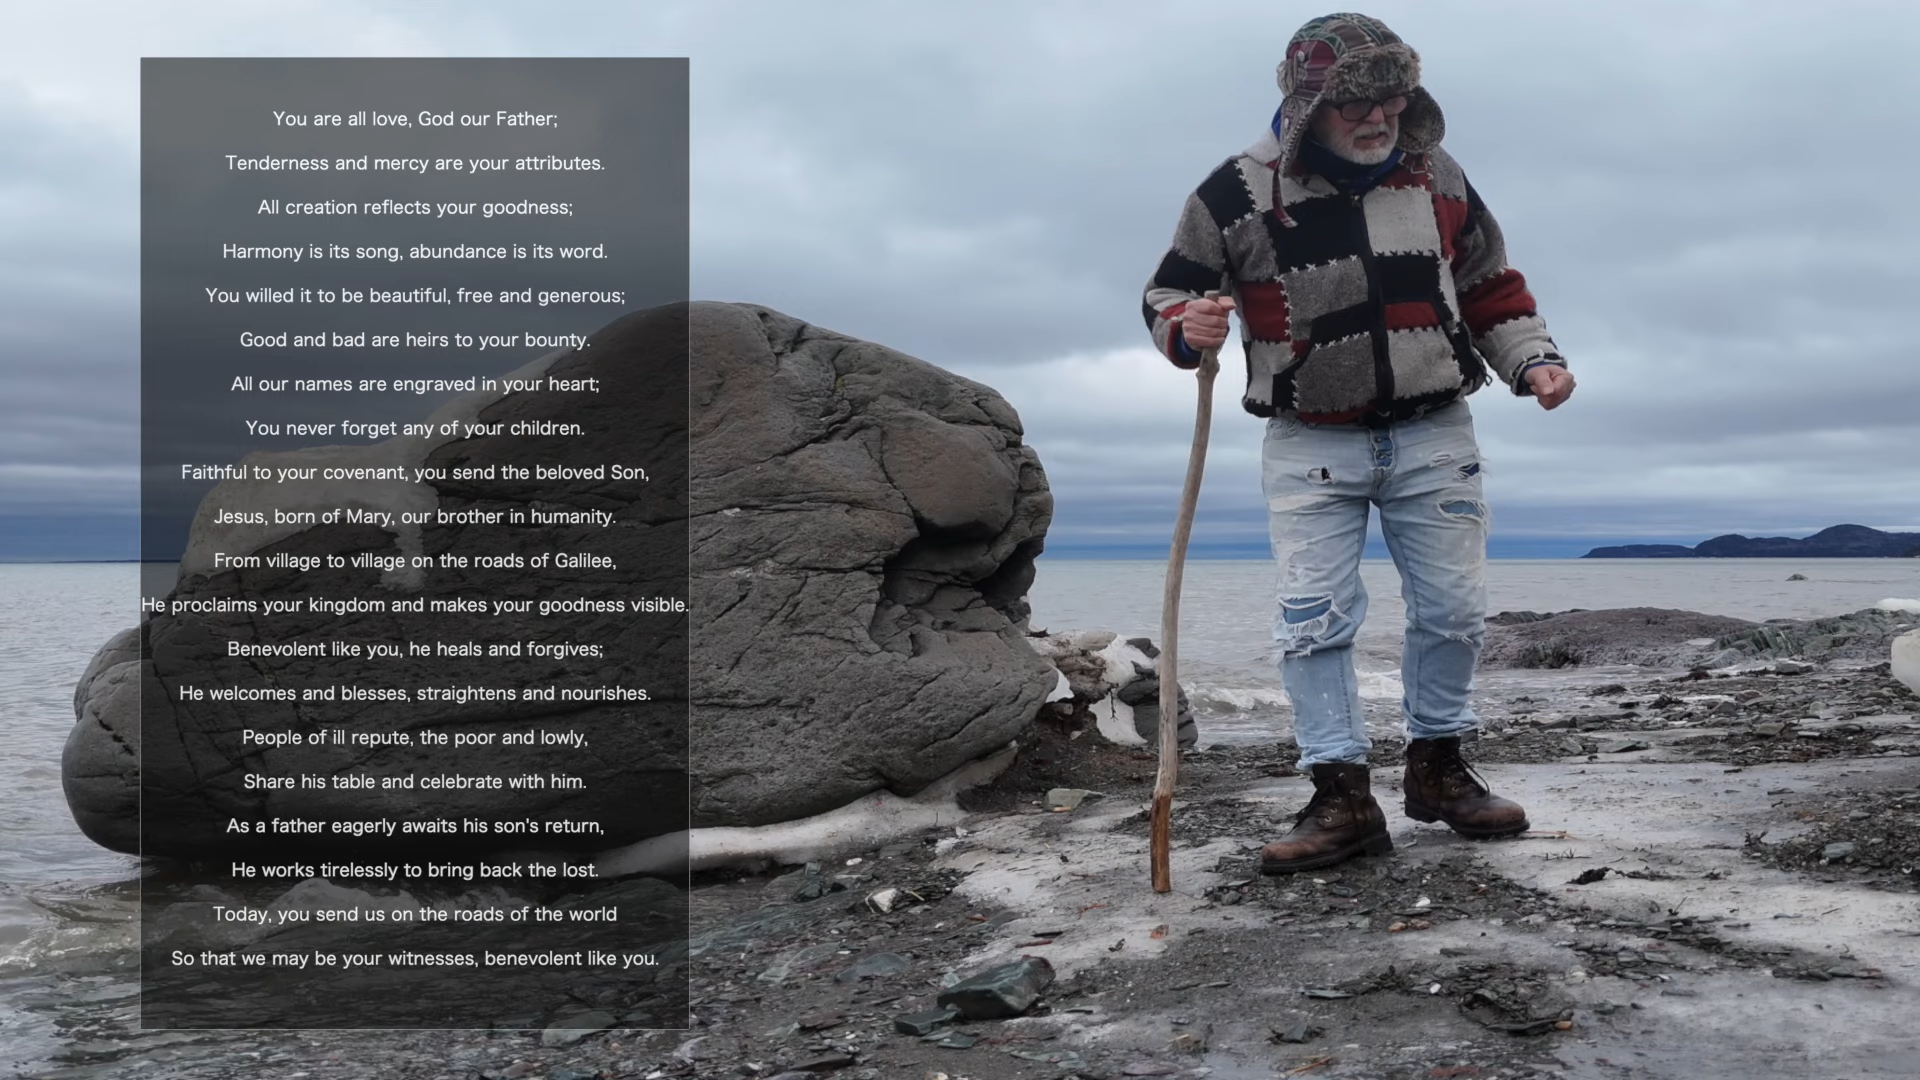 You are all love, God our Father;
Tenderness and mercy are your attributes.
All creation reflects your goodness;
Harmony is its song, abundance is its word.
You willed it to be beautiful, free and generous;
Good and bad are heirs to your bounty.
All our names are engraved in your heart;
You never forget any of your children.
Faithful to your covenant, you send the beloved Son,
Jesus, born of Mary, our brother in humanity.
From village to village on the roads of Galilee,
He proclaims your kingdom and makes your goodness visible.
Benevolent like you, he heals and forgives;
He welcomes and blesses, straightens and nourishes.
People of ill repute, the poor and lowly,
Share his table and celebrate with him.
As a father eagerly awaits his son's return,
He works tirelessly to bring back the lost.
Today, you send us on the roads of the world
So that we may be your witnesses, benevolent like you.